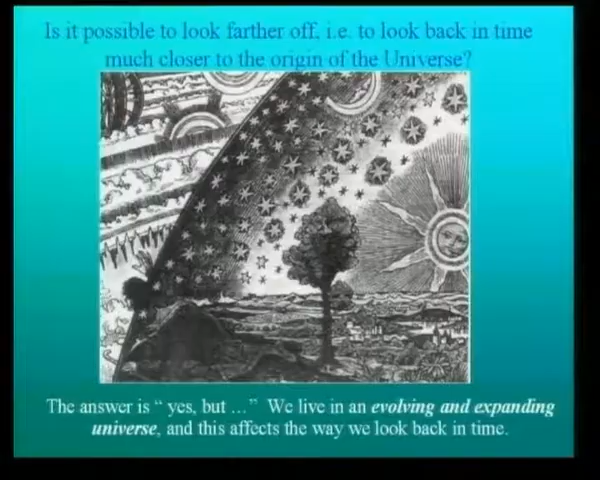 Is it possible to look farther off, i.e. to look back in time
much closer to the origin of the Universe?
The answer is “ yes, but …”  We live in an evolving and expanding
universe, and this affects the way we look back in time.